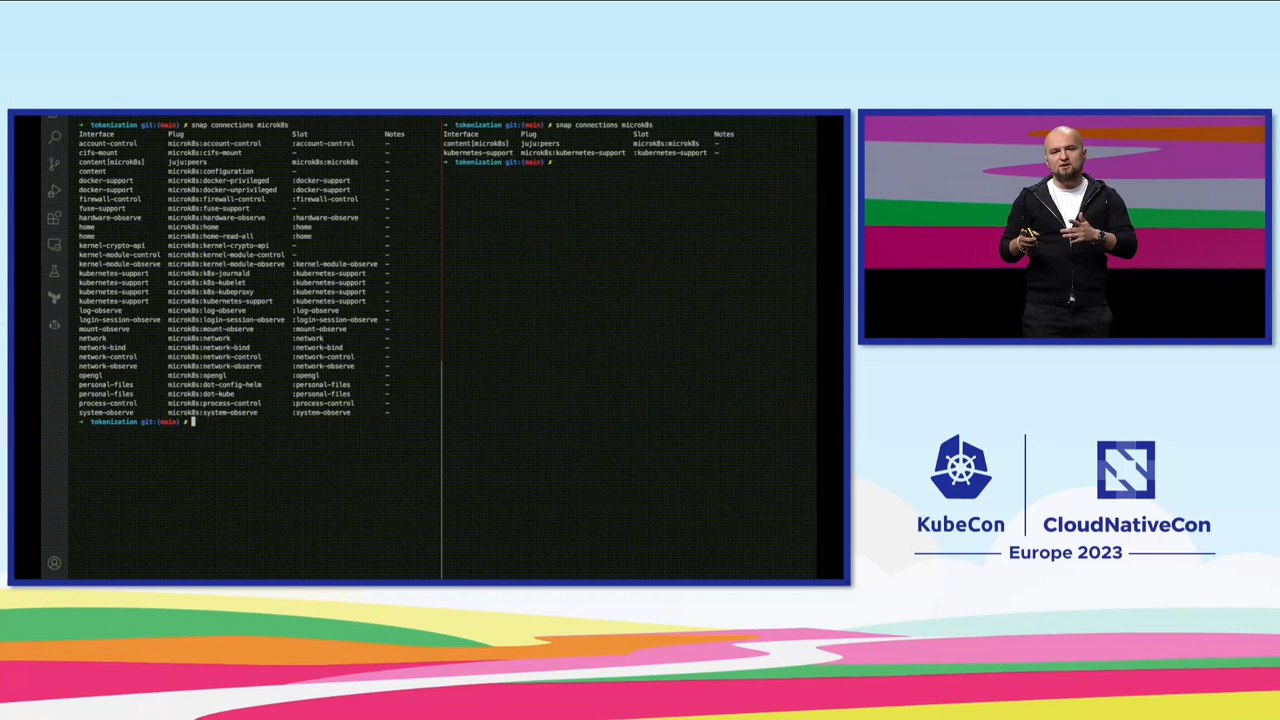 → tokenization git:(main) ✗ snap connections microk8s
Interface Plug Slot Notes
account-control microk8s:account-control :account-control –
cifs-mount microk8s:cifs-mount – –
content[microk8s] juju:peers microk8s:microk8s –
content microk8s:configuration – –
docker-support microk8s:docker-privileged :docker-support –
docker-support microk8s:docker-unprivileged :docker-support –
firewall-control microk8s:firewall-control :firewall-control –
fuse-support microk8s:fuse-support – –
hardware-observe microk8s:hardware-observe :hardware-observe –
home microk8s:home :home –
home microk8s:home-read-all :home –
kernel-crypto-api microk8s:kernel-crypto-api – –
kernel-module-control microk8s:kernel-module-control – –
kernel-module-observe microk8s:kernel-module-observe :kernel-module-observe –
kubernetes-support microk8s:k8s-journald :kubernetes-support –
kubernetes-support microk8s:k8s-kubelet :kubernetes-support –
kubernetes-support microk8s:k8s-kubeproxy :kubernetes-support –
kubernetes-support microk8s:kubernetes-support :kubernetes-support –
log-observe microk8s:log-observe :log-observe –
login-session-observe microk8s:login-session-observe :login-session-observe –
mount-observe microk8s:mount-observe :mount-observe –
network microk8s:network :network –
network-bind microk8s:network-bind :network-bind –
network-control microk8s:network-control :network-control –
network-observe microk8s:network-observe :network-observe –
opengl microk8s:opengl :opengl –
personal-files microk8s:dot-config-helm :personal-files –
personal-files microk8s:dot-kube :personal-files –
process-control microk8s:process-control :process-control –
system-observe microk8s:system-observe :system-observe –
→ tokenization git:(main) ✗
→ tokenization git:(main) ✗ snap connections microk8s
Interface Plug Slot Notes
content[microk8s] juju:peers microk8s:microk8s –
kubernetes-support microk8s:kubernetes-support :kubernetes-support –
→ tokenization git:(main) ✗
KubeCon
CloudNativeCon
Europe 2023